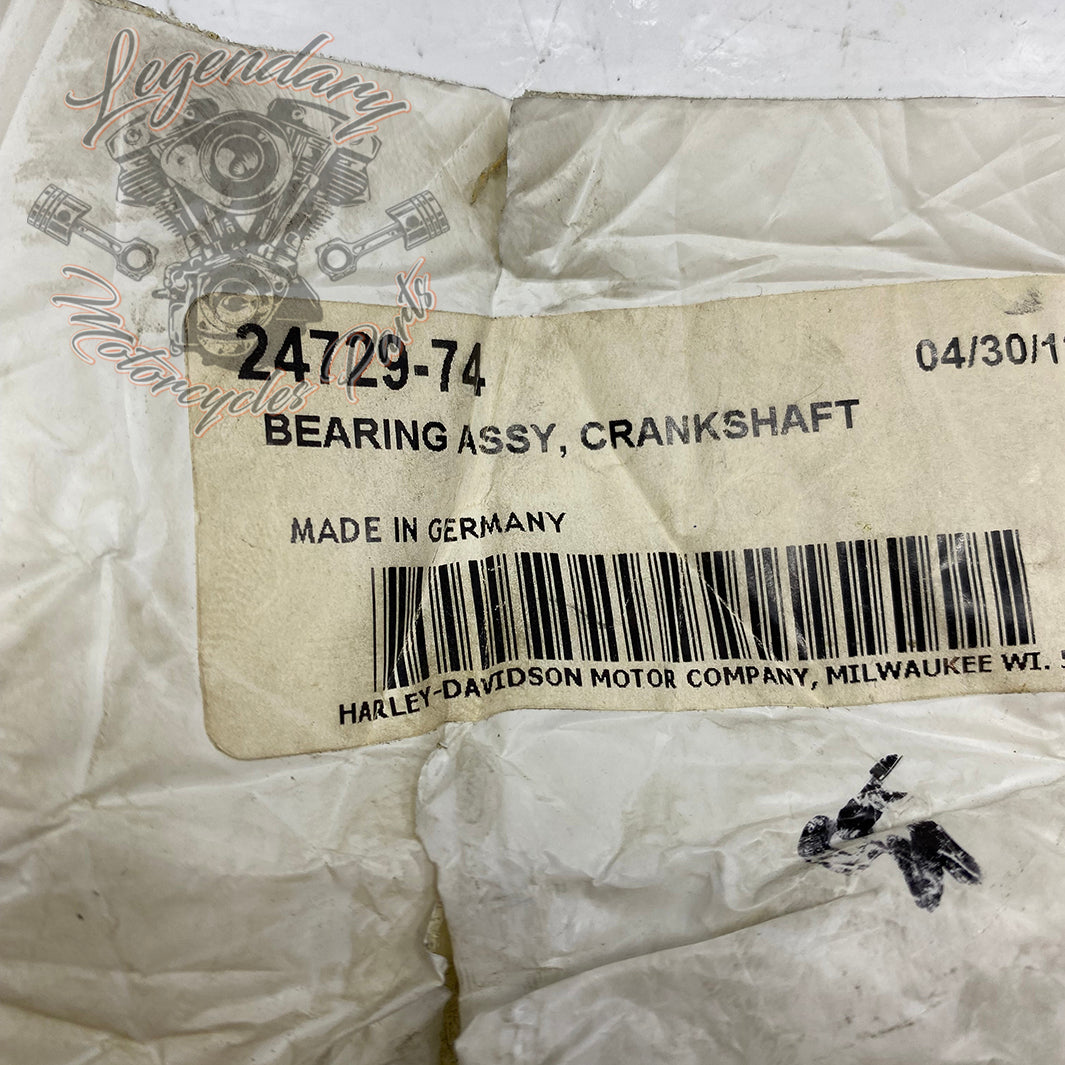 Legendary
Motorcycles Parts
24729-74
04/30/1
BEARING ASSY, CRANKSHAFT
MADE IN GERMANY
HARLEY-DAVIDSON MOTOR COMPANY, MILWAUKEE WI.